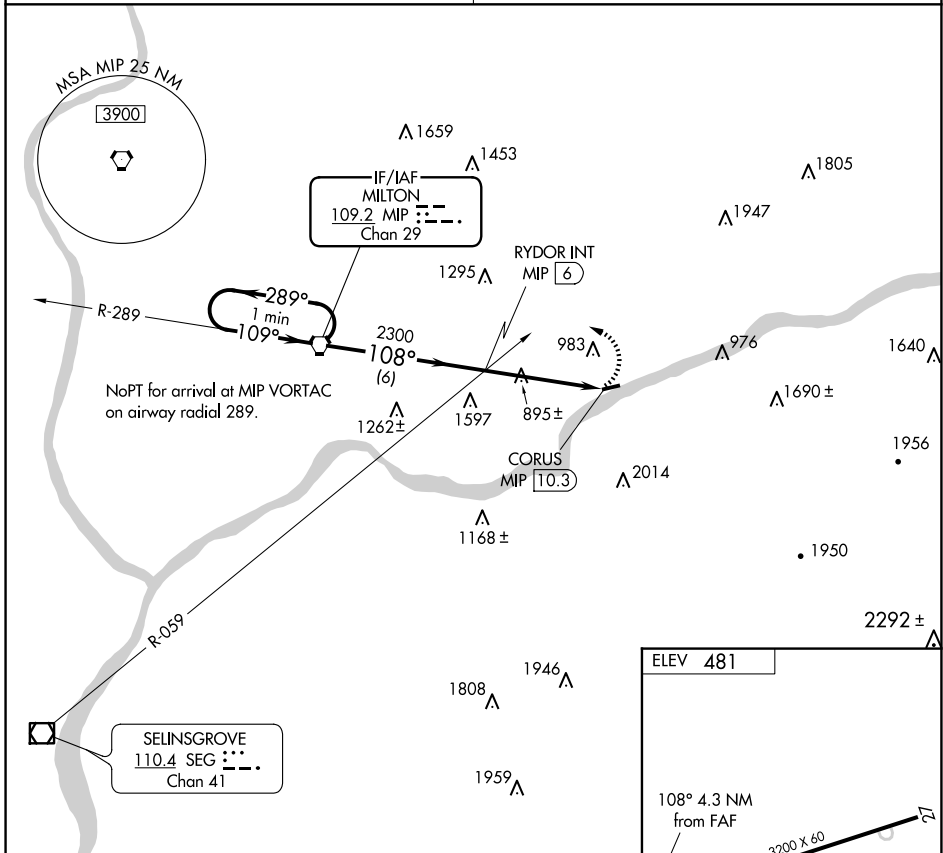 MSA MIP 25 NM
3900
1659
1453
1805
1947
IF/IAF
MILTON
109.2 MIP
Chan 29
RYDOR INT
MIP 6
1295
R-289
289°
1 min
109°
2300
108°
(6)
983
976
1640
NoPT for arrival at MIP VORTAC
on airway radial 289.
1262±
1597
895±
1690 ±
CORUS
MIP 10.3
1956
2014
1168 ±
1950
R-059
2292 ±
ELEV 481
1946
1808
SELINSGROVE
110.4 SEG
Chan 41
1959
108° 4.3 NM
from FAF
27
3200 X 60